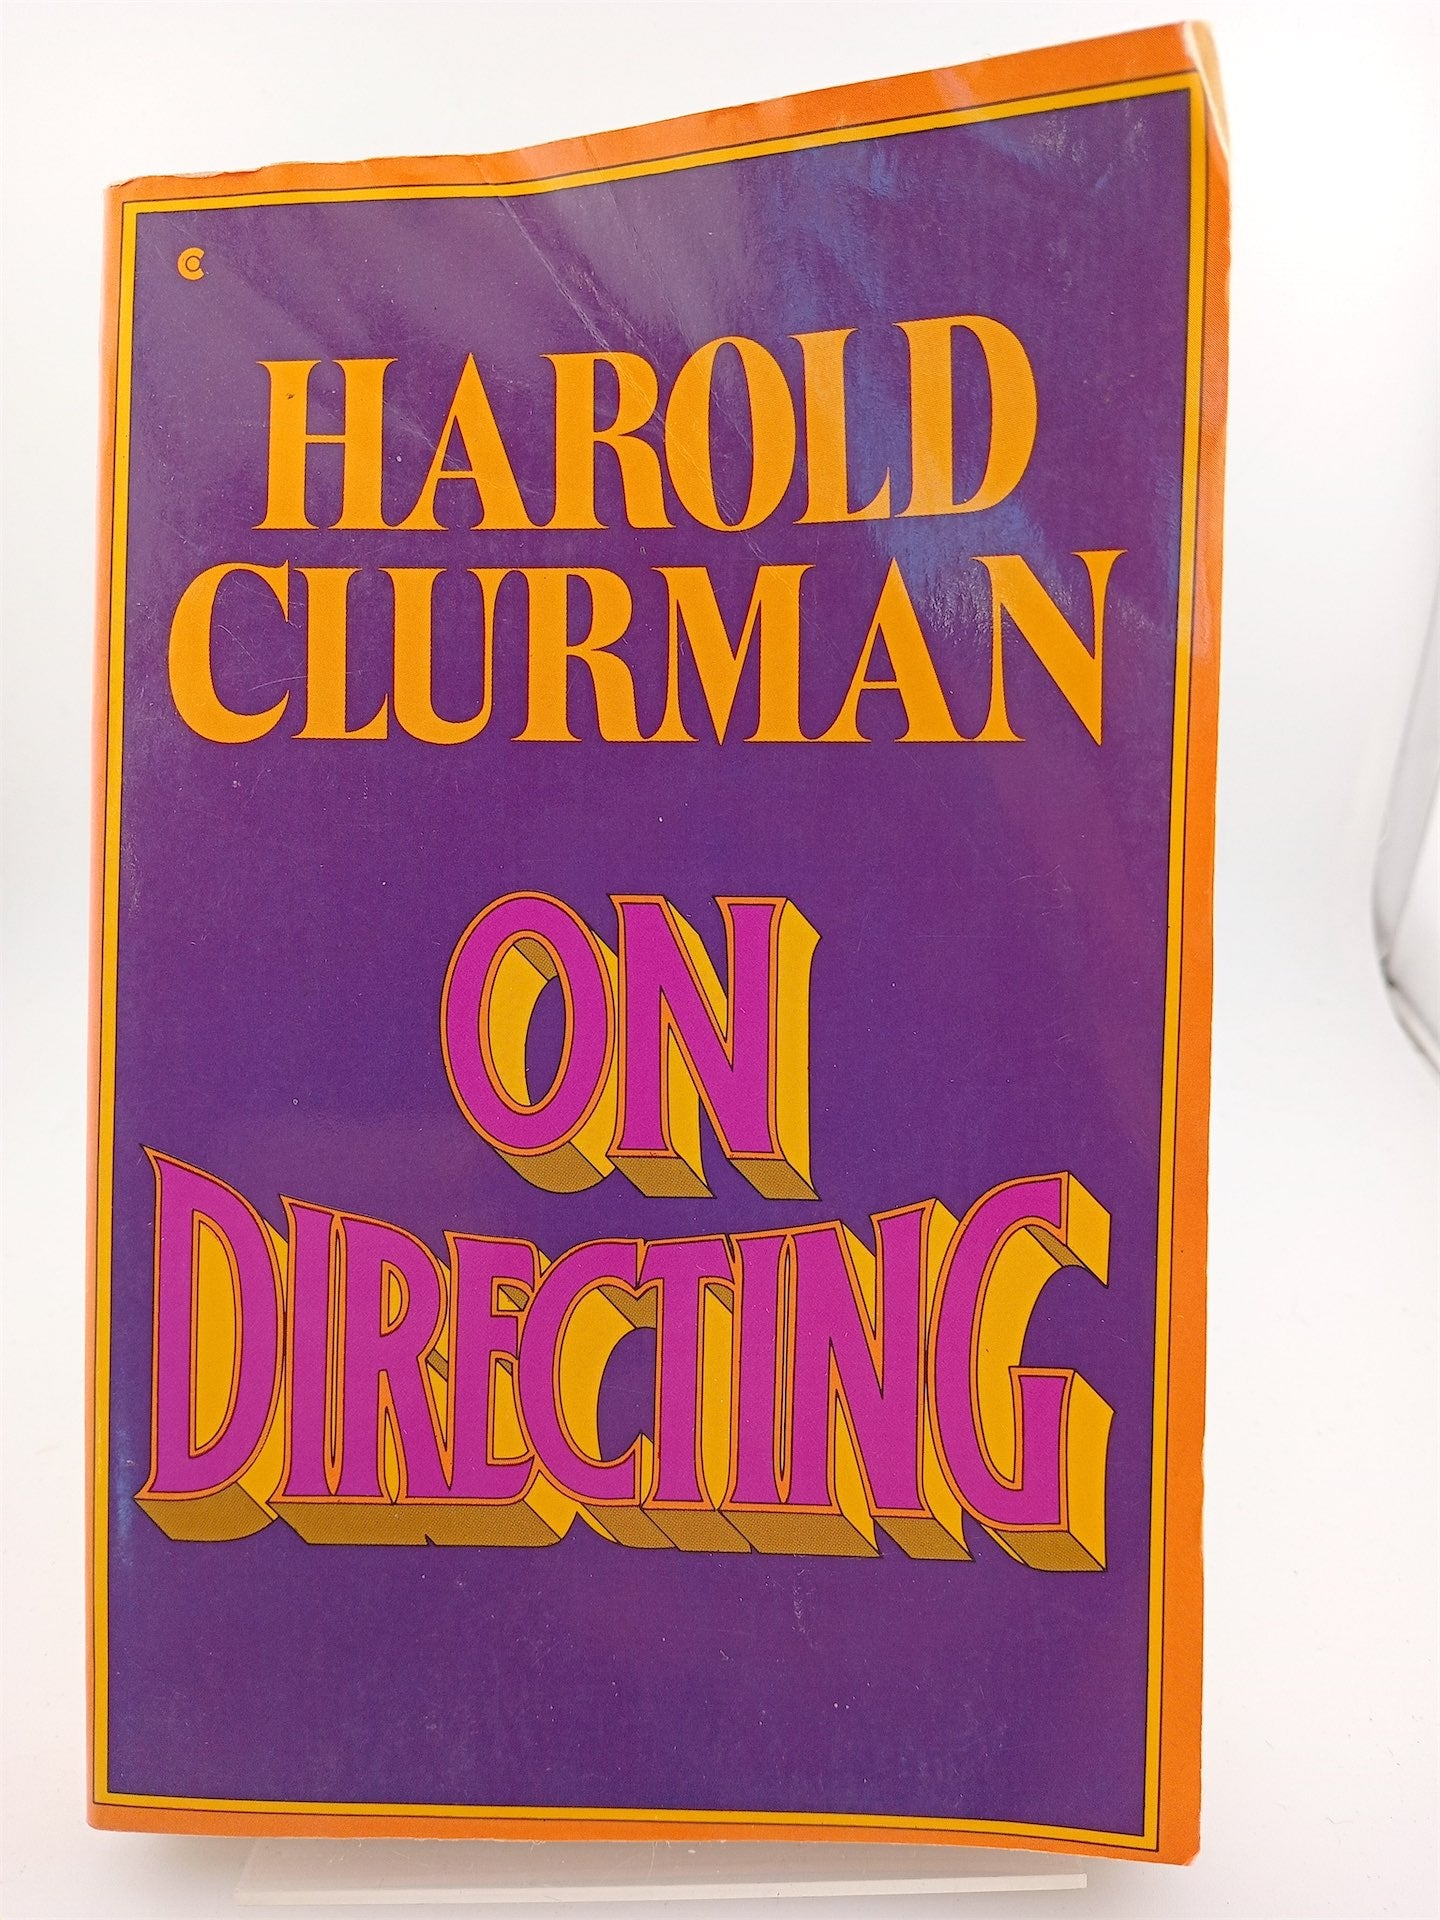 C
HAROLD
CLURMAN
ON
DIRECTING